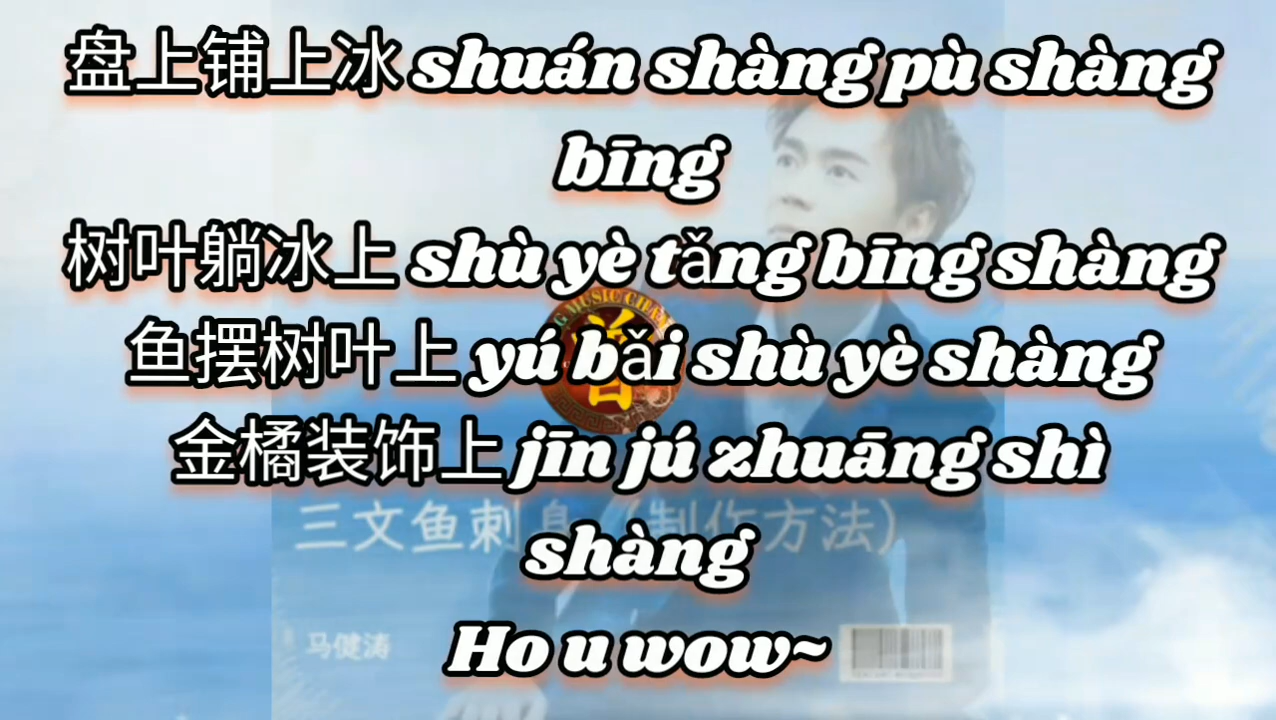 盘上铺上冰 shuán shàng pù shàng
bīng
树叶躺冰上 shù yè tǎng bīng shàng
鱼摆树叶上 yú bǎi shù yè shàng
G MUSIC CHA
金橘装饰上 jīn jú zhuāng shì
三文鱼刺身(制作方法)
shàng
马健涛
Ho u wow~